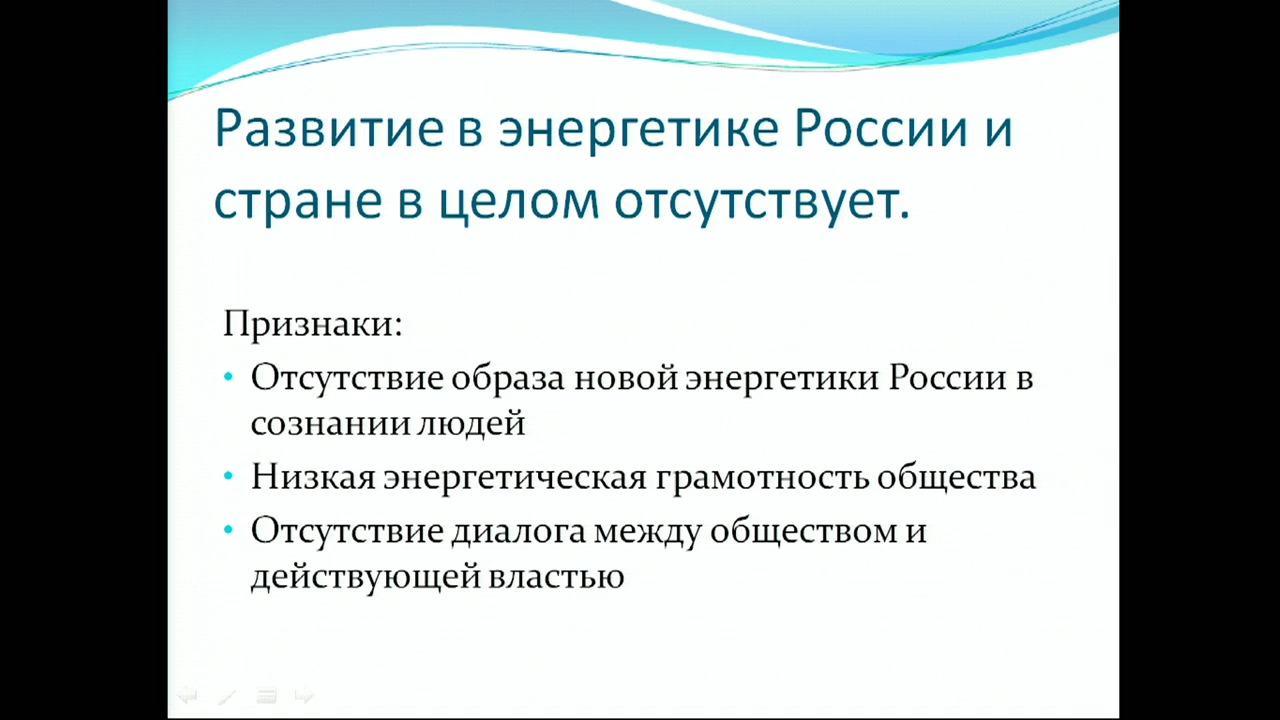 Развитие в энергетике России и
стране в целом отсутствует.
Признаки:
• Отсутствие образа новой энергетики России в
сознании людей
• Низкая энергетическая грамотность общества
• Отсутствие диалога между обществом и
действующей властью